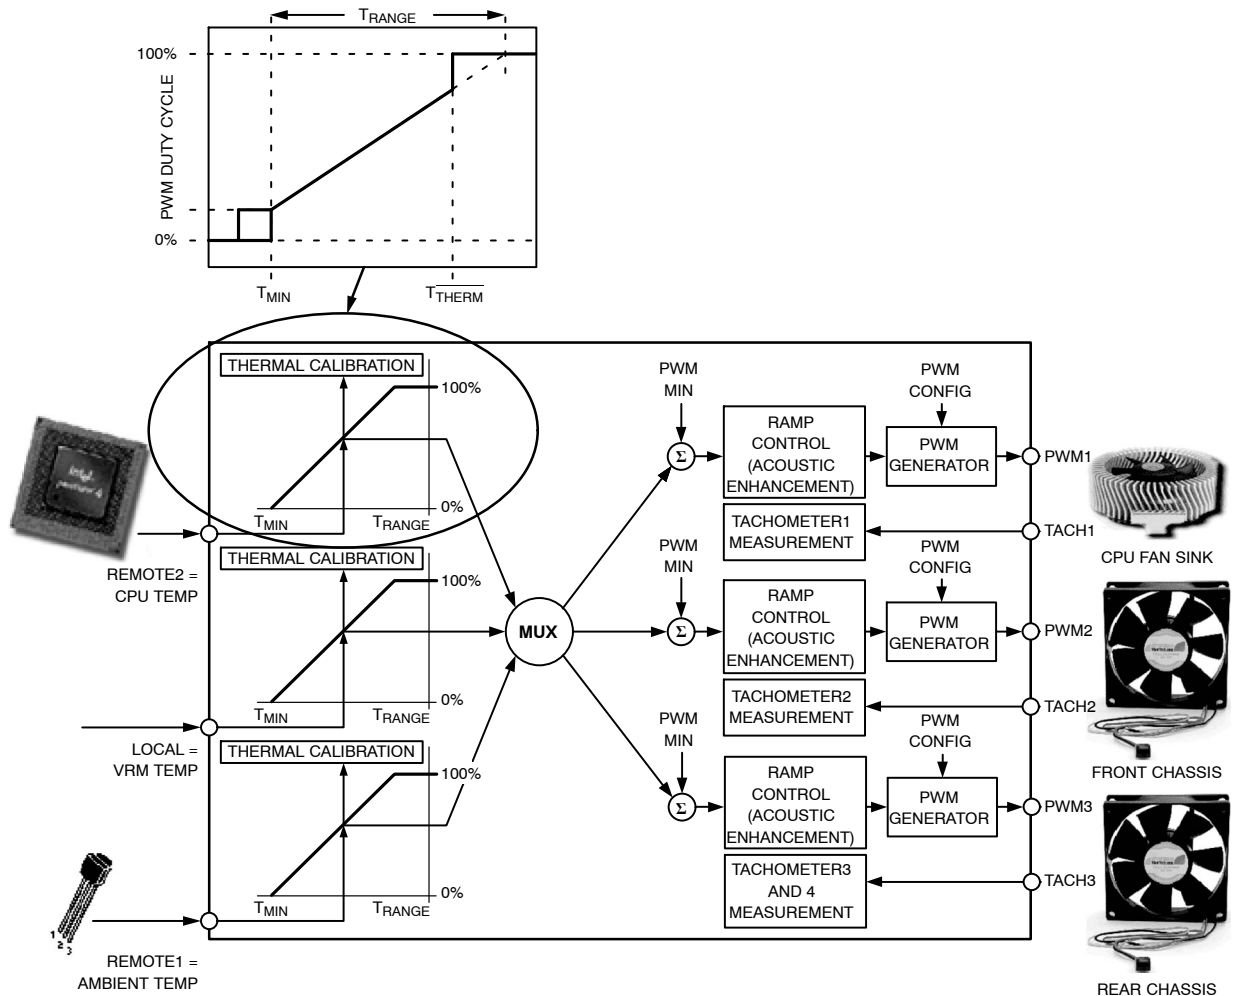 TRANGE
100%
PWM DUTY CYCLE
0%
TMIN
TTHERM
THERMAL CALIBRATION
100%
0%
TMIN
TRANGE
intel
pentium 4
REMOTE2 =
CPU TEMP
THERMAL CALIBRATION
100%
0%
TMIN
TRANGE
LOCAL =
VRM TEMP
THERMAL CALIBRATION
100%
0%
TMIN
TRANGE
1
2
3
REMOTE1 =
AMBIENT TEMP
MUX
PWM
MIN
Σ
RAMP
CONTROL
(ACOUSTIC
ENHANCEMENT)
PWM
CONFIG
PWM
GENERATOR
PWM1
TACHOMETER1
MEASUREMENT
TACH1
CPU FAN SINK
PWM
MIN
Σ
RAMP
CONTROL
(ACOUSTIC
ENHANCEMENT)
PWM
CONFIG
PWM
GENERATOR
PWM2
TACHOMETER2
MEASUREMENT
TACH2
FRONT CHASSIS
PWM
MIN
Σ
RAMP
CONTROL
(ACOUSTIC
ENHANCEMENT)
PWM
CONFIG
PWM
GENERATOR
PWM3
TACHOMETER3
AND 4
MEASUREMENT
TACH3
REAR CHASSIS